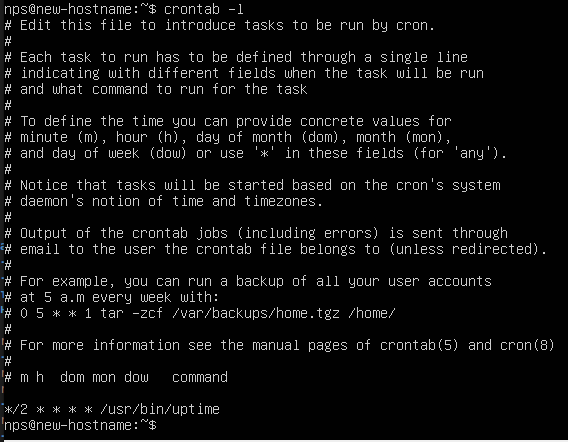 nps@new-hostname:~$ crontab -l
# Edit this file to introduce tasks to be run by cron.
#
# Each task to run has to be defined through a single line
# indicating with different fields when the task will be run
# and what command to run for the task
#
# To define the time you can provide concrete values for
# minute (m), hour (h), day of month (dom), month (mon),
# and day of week (dow) or use '*' in these fields (for 'any').
#
# Notice that tasks will be started based on the cron's system
# daemon's notion of time and timezones.
#
# Output of the crontab jobs (including errors) is sent through
# email to the user the crontab file belongs to (unless redirected).
#
# For example, you can run a backup of all your user accounts
# at 5 a.m every week with:
# 0 5 * * 1 tar -zcf /var/backups/home.tgz /home/
#
# For more information see the manual pages of crontab(5) and cron(8)
#
# m h  dom mon dow   command
*/2 * * * * /usr/bin/uptime
nps@new-hostname:~$